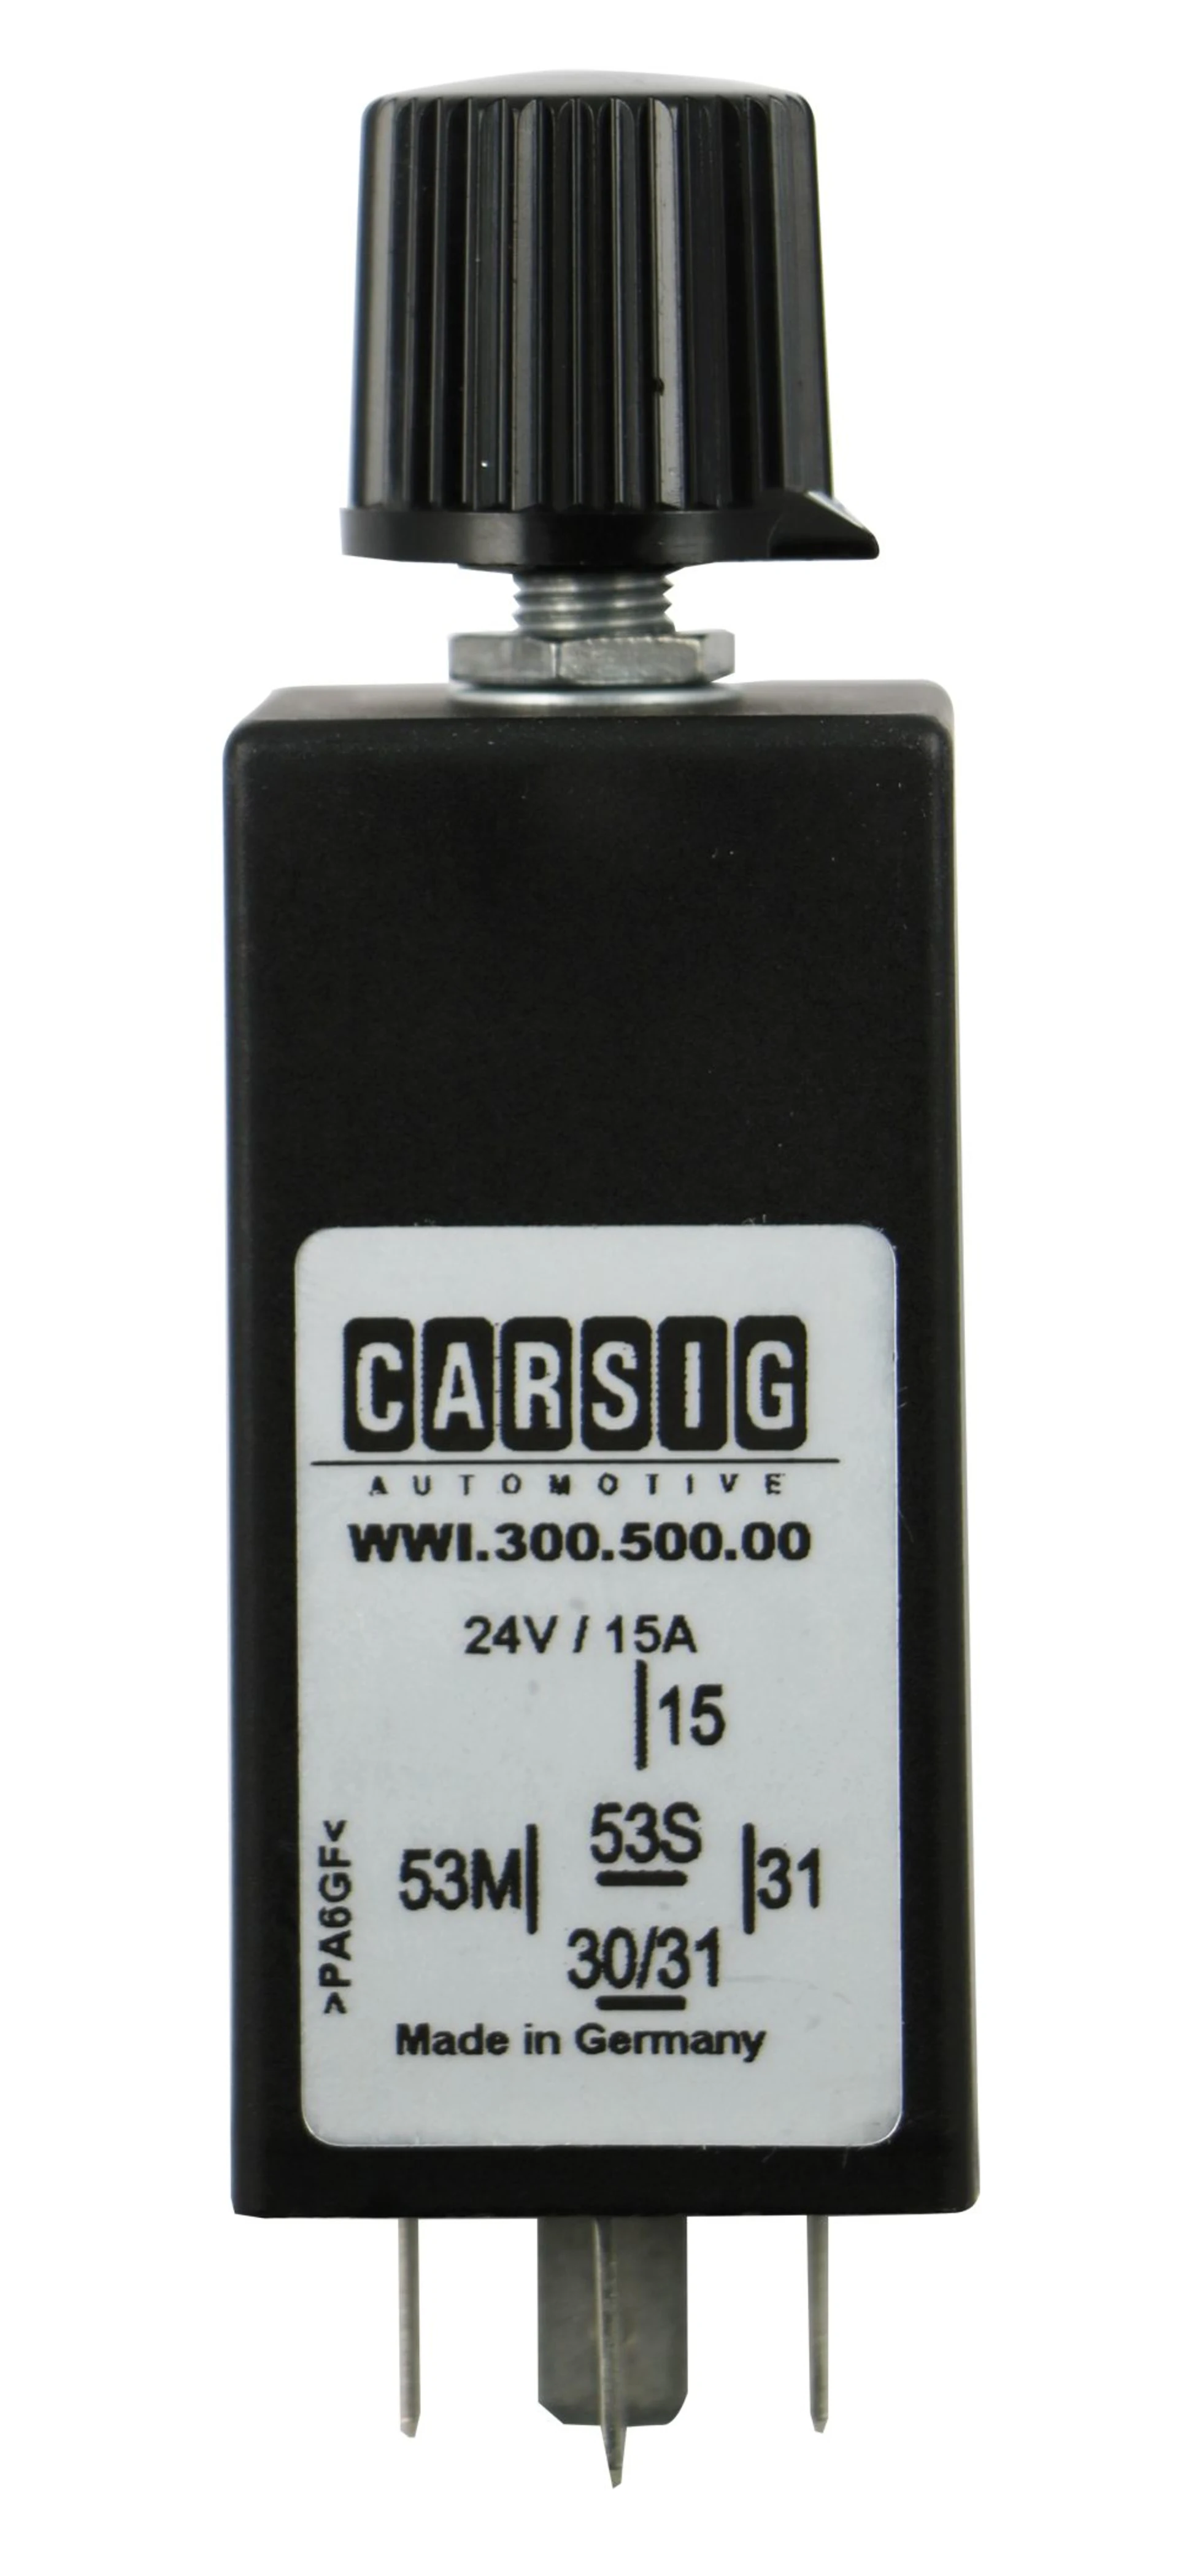 CARSIG
AUTOMOTIVE
WWI.300.500.00
24V / 15A
15
53S
53M
31
30/31
>PA6GF<
Made in Germany